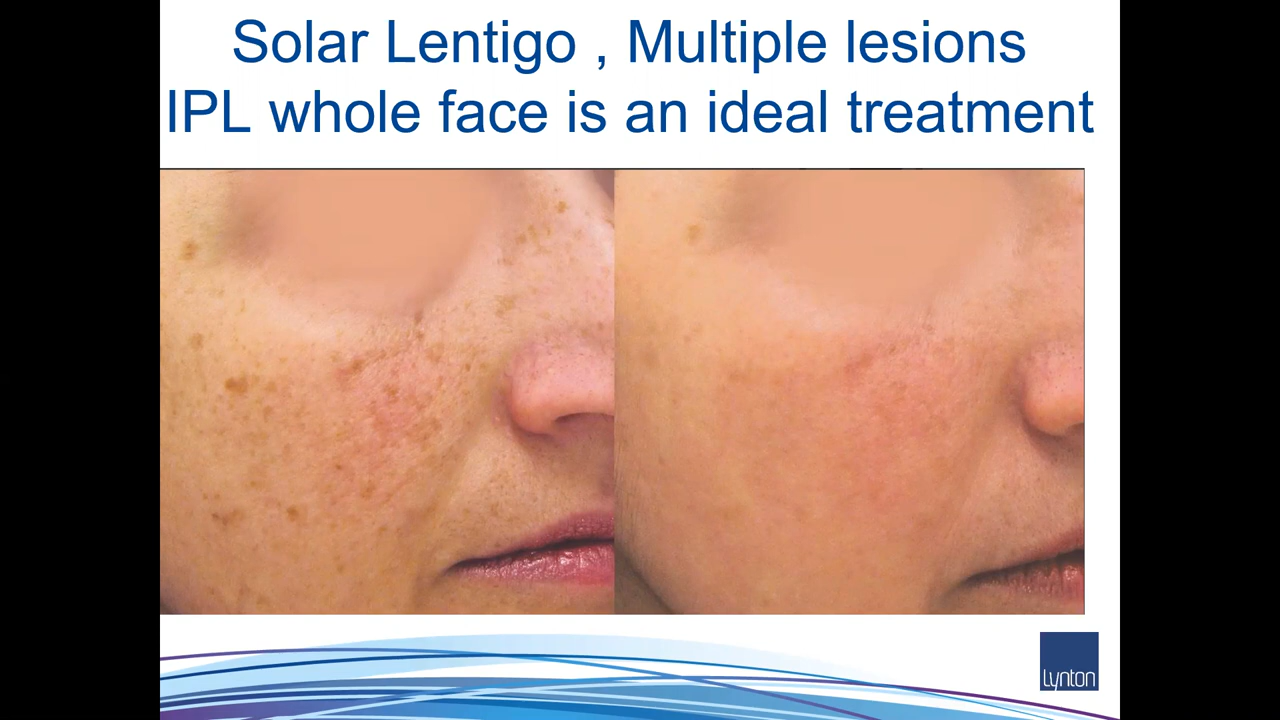 Solar Lentigo , Multiple lesions
IPL whole face is an ideal treatment
Lynton